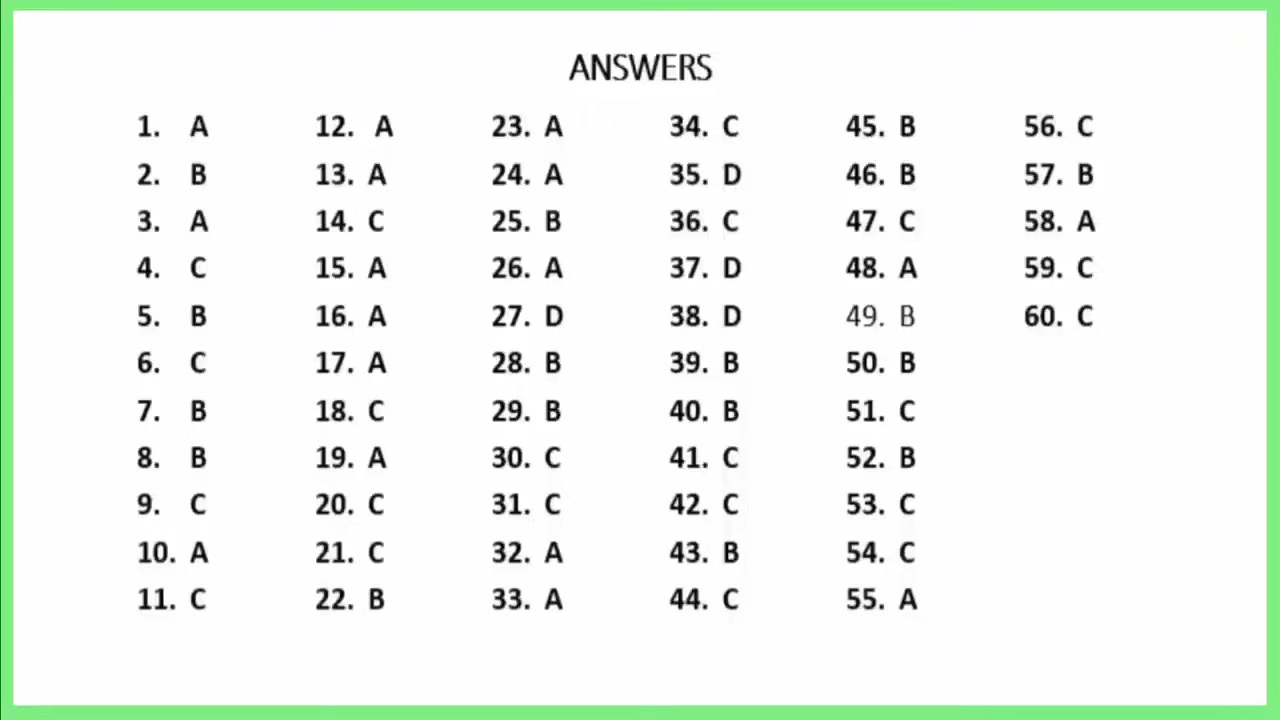 ANSWERS
1. A
2. B
3. A
4. C
5. B
6. C
7. B
8. B
9. C
10. A
11. C
12. A
13. A
14. C
15. A
16. A
17. A
18. C
19. A
20. C
21. C
22. B
23. A
24. A
25. B
26. A
27. D
28. B
29. B
30. C
31. C
32. A
33. A
34. C
35. D
36. C
37. D
38. D
39. B
40. B
41. C
42. C
43. B
44. C
45. B
46. B
47. C
48. A
49. B
50. B
51. C
52. B
53. C
54. C
55. A
56. C
57. B
58. A
59. C
60. C